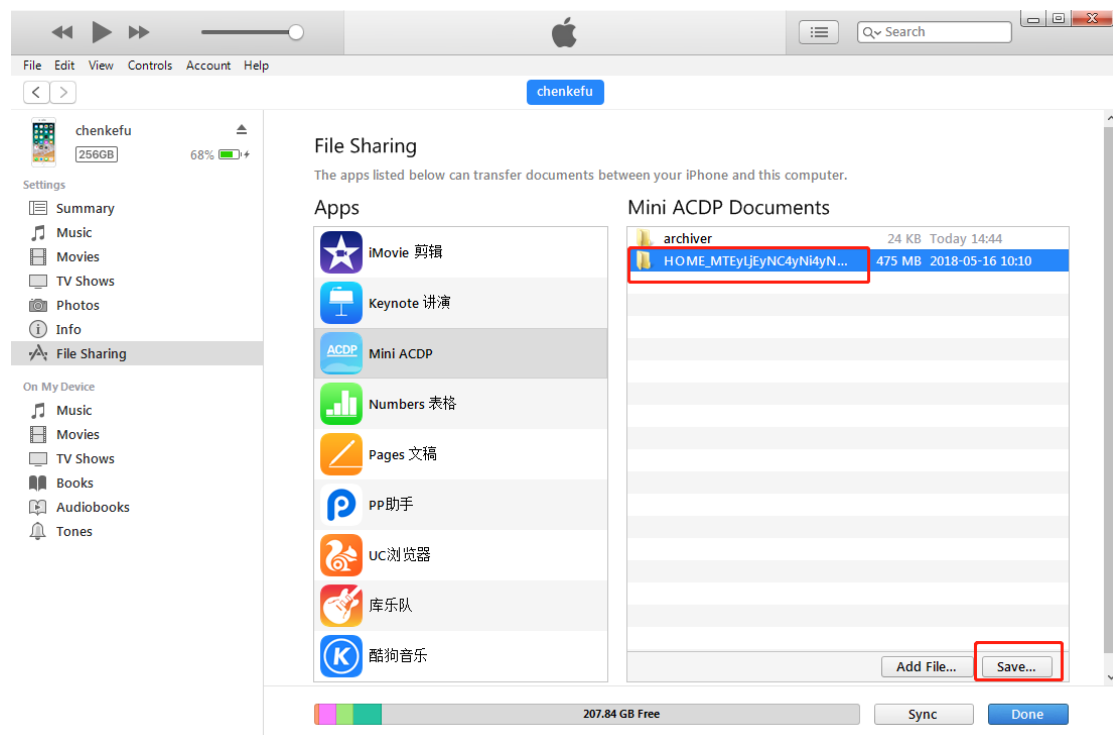 Search
File Edit View Controls Account Help
chenkefu
chenkefu
256GB 68%
Settings
Summary
Music
Movies
TV Shows
Photos
Info
File Sharing
On My Device
Music
Movies
TV Shows
Books
Audiobooks
Tones
File Sharing
The apps listed below can transfer documents between your iPhone and this computer.
Apps
iMovie 剪辑
Keynote 讲演
ACDP Mini ACDP
Numbers 表格
Pages 文稿
PP助手
UC浏览器
库乐队
酷狗音乐
Mini ACDP Documents
archiver 24 KB Today 14:44
HOME_MTEyLjEyNC4yNi4yN... 475 MB 2018-05-16 10:10
Add File... Save...
207.84 GB Free Sync Done